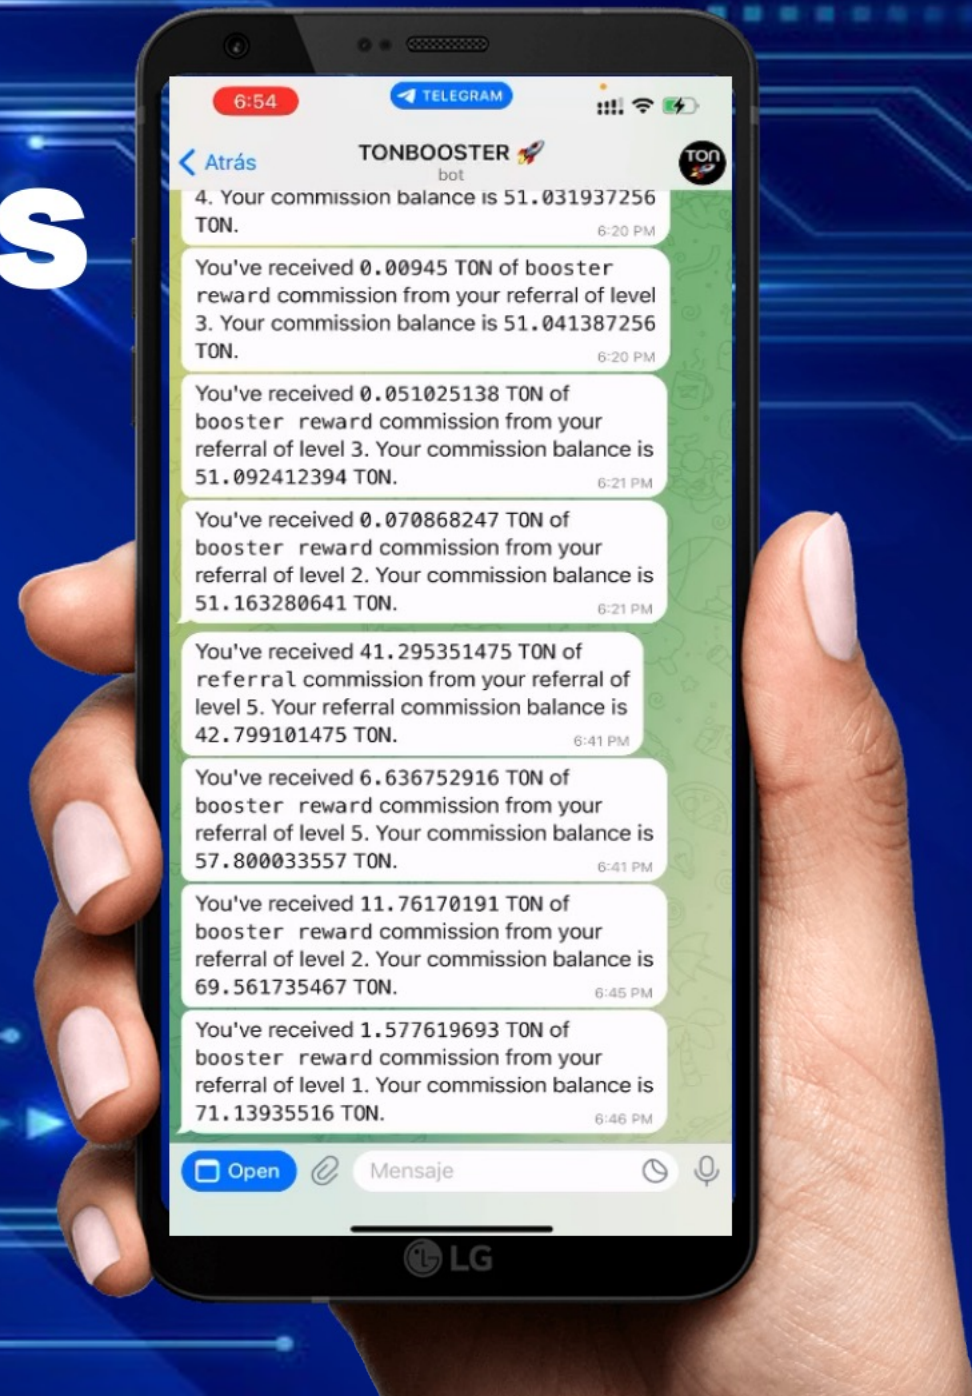 S
6:54
TELEGRAM
Atrás
TONBOOSTER 🚀
bot
TON
4. Your commission balance is 51.031937256
TON.
6:20 PM
You've received 0.00945 TON of booster
reward commission from your referral of level
3. Your commission balance is 51.041387256
TON.
6:20 PM
You've received 0.051025138 TON of
booster reward commission from your
referral of level 3. Your commission balance is
51.092412394 TON.
6:21 PM
You've received 0.070868247 TON of
booster reward commission from your
referral of level 2. Your commission balance is
51.163280641 TON.
6:21 PM
You've received 41.295351475 TON of
referral commission from your referral of
level 5. Your referral commission balance is
42.799101475 TON.
6:41 PM
You've received 6.636752916 TON of
booster reward commission from your
referral of level 5. Your commission balance is
57.800033557 TON.
6:41 PM
You've received 11.76170191 TON of
booster reward commission from your
referral of level 2. Your commission balance is
69.561735467 TON.
6:45 PM
You've received 1.577619693 TON of
booster reward commission from your
referral of level 1. Your commission balance is
71.13935516 TON.
6:46 PM
Open
Mensaje
LG